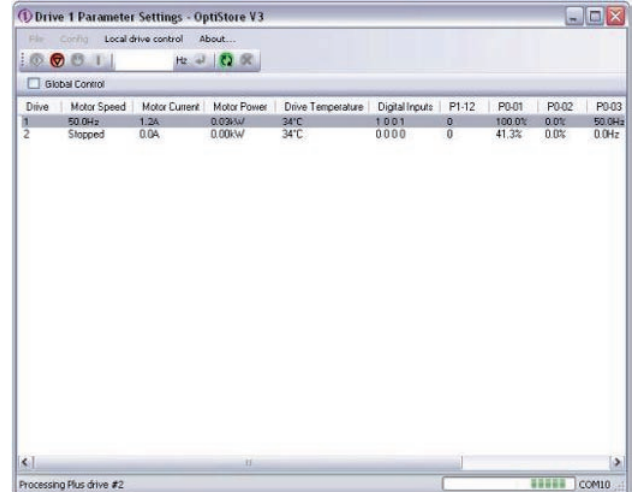 Drive 1 Parameter Settings - OptiStore V3
File Config Local drive control About...
Hz
Global Control
Drive Motor Speed Motor Current Motor Power Drive Temperature Digital Inputs P1-12 P0-01 P0-02 P0-03
1 50.0Hz 1.2A 0.03kW 34°C 1 0 0 1 0 100.0% 0.0% 50.0Hz
2 Stopped 0.0A 0.00kW 34°C 0 0 0 0 0 41.3% 0.0% 0.0Hz
Processing Plus drive #2 COM10